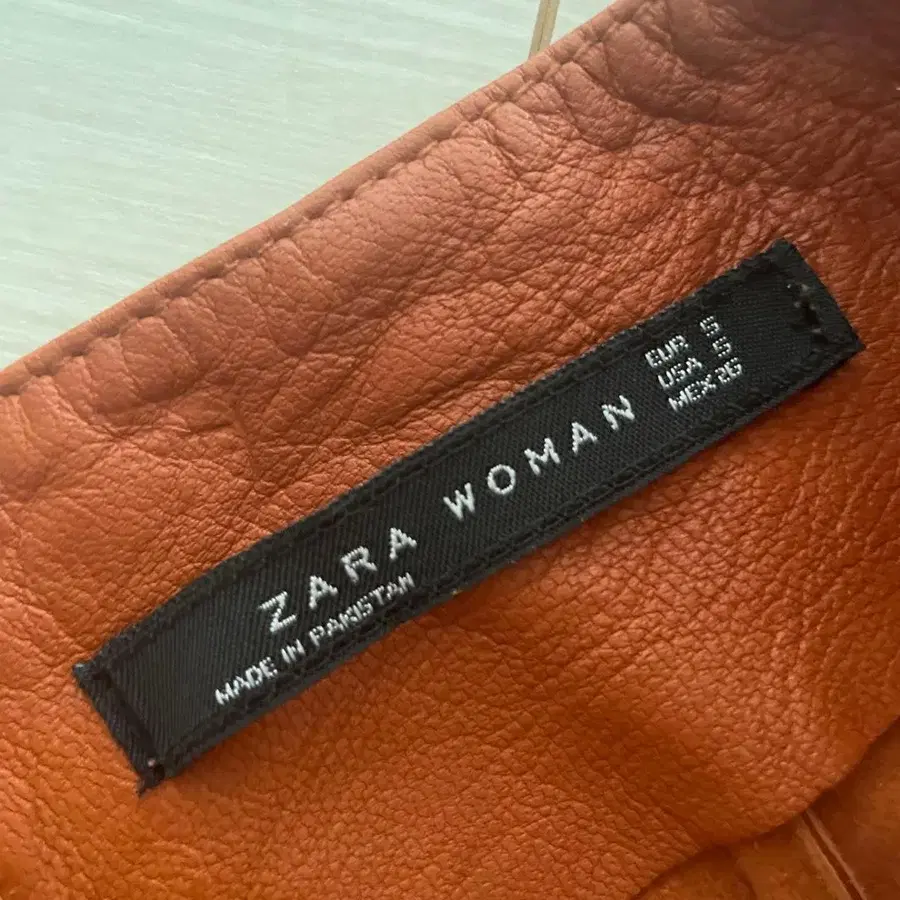 ZARA WOMAN
MADE IN PAKISTAN
EUR S
USA S
MEX 26